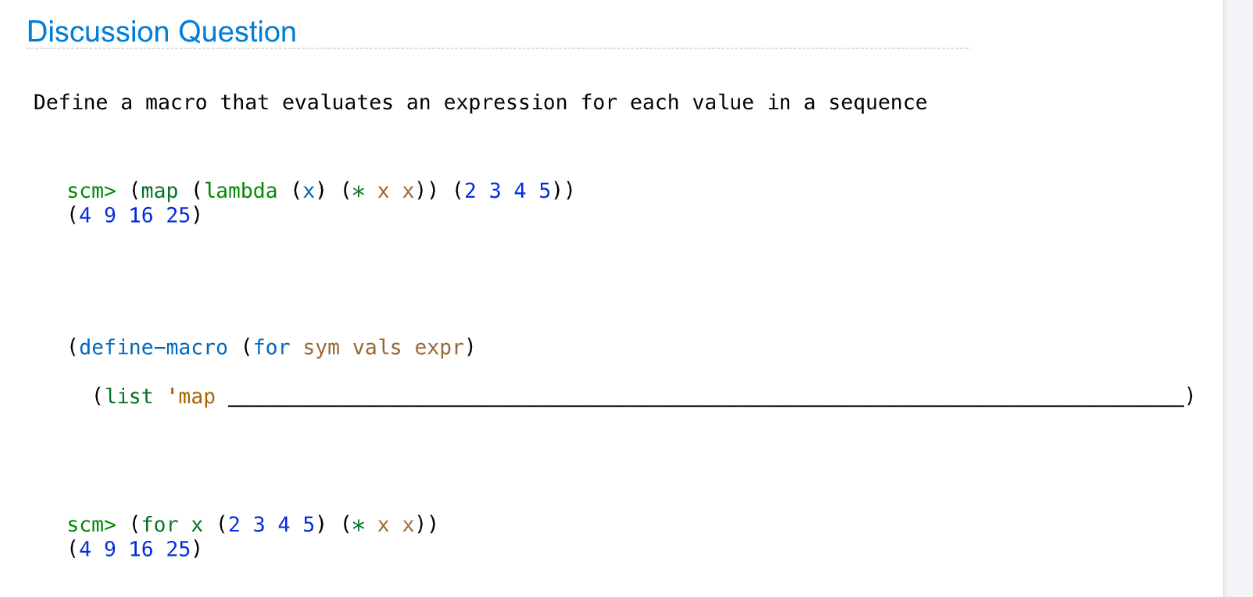 Discussion Question
Define a macro that evaluates an expression for each value in a sequence
scm> (map (lambda (x) (* x x)) (2 3 4 5))
(4 9 16 25)
(define-macro (for sym vals expr)
(list 'map ______________________________)
scm> (for x (2 3 4 5) (* x x))
(4 9 16 25)